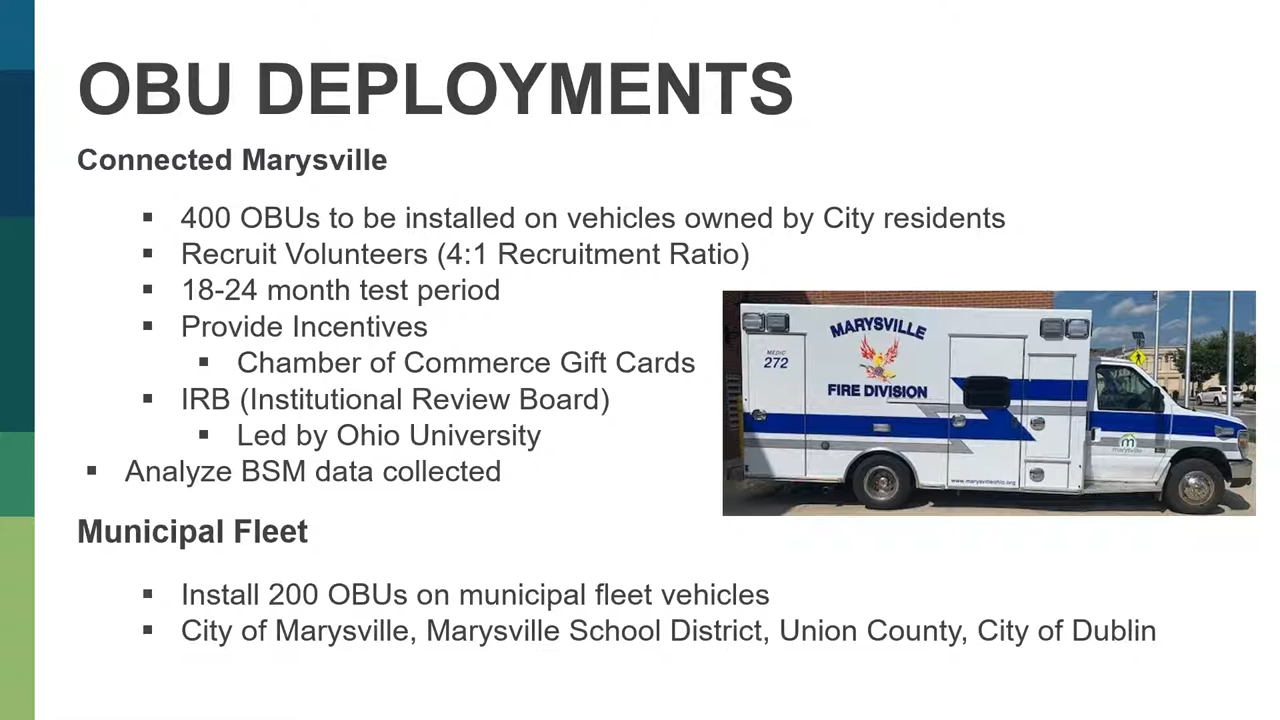 OBU DEPLOYMENTS
Connected Marysville
▪ 400 OBUs to be installed on vehicles owned by City residents
▪ Recruit Volunteers (4:1 Recruitment Ratio)
▪ 18-24 month test period
▪ Provide Incentives
▪ Chamber of Commerce Gift Cards
▪ IRB (Institutional Review Board)
▪ Led by Ohio University
▪ Analyze BSM data collected
MARYSVILLE
FIRE DIVISION
MEDIC
272
marysville
www.marysvilleohio.org
Municipal Fleet
▪ Install 200 OBUs on municipal fleet vehicles
▪ City of Marysville, Marysville School District, Union County, City of Dublin